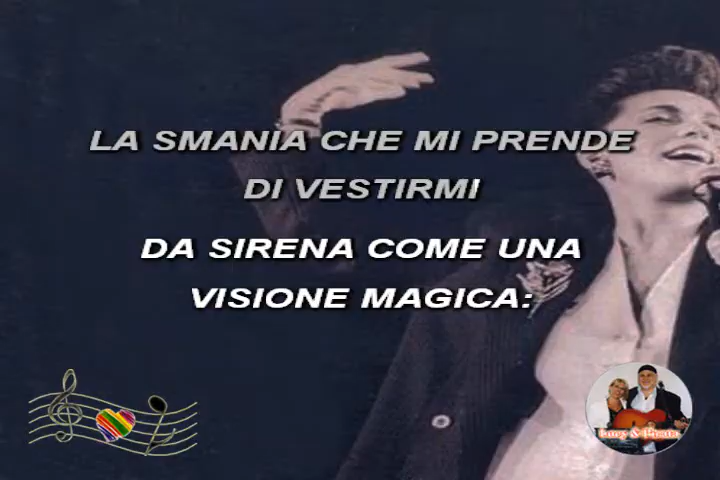 LA SMANIA CHE MI PRENDE
DI VESTIRMI
DA SIRENA COME UNA
VISIONE MAGICA: